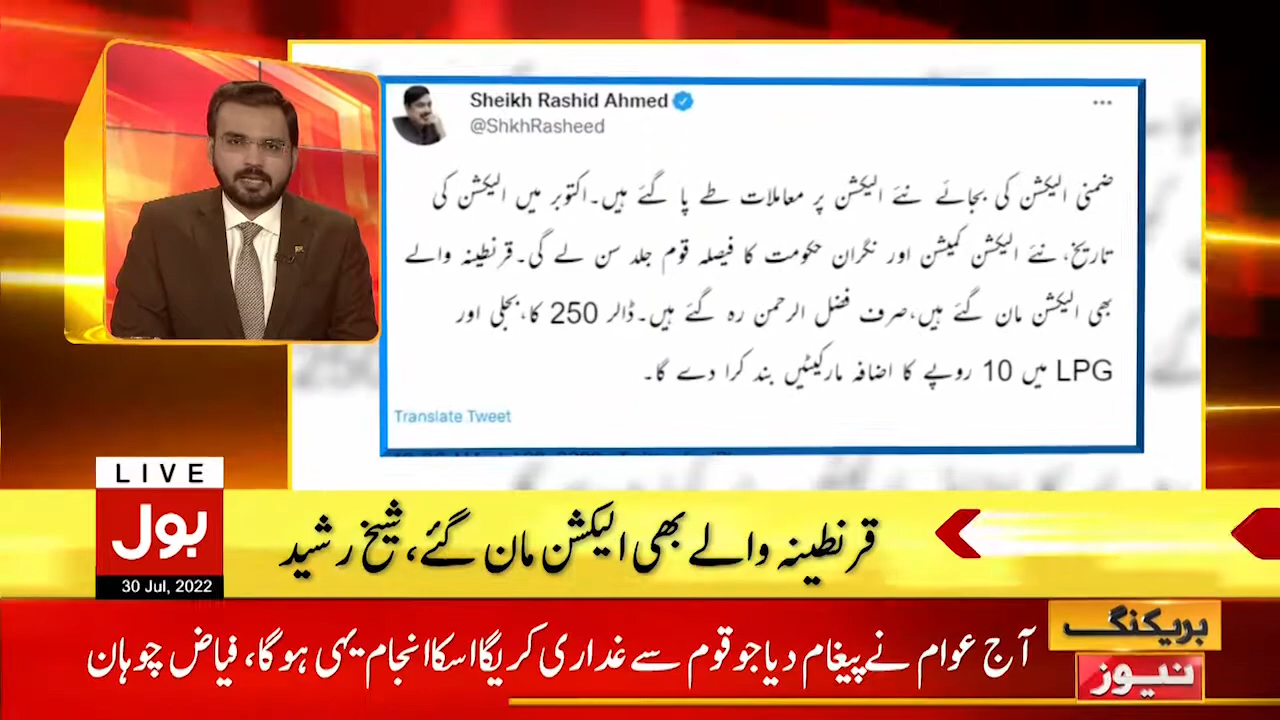 Sheikh Rashid Ahmed
@ShkhRasheed
ضمنی الیکشن کی بجائے نئے الیکشن پر معاملات طے پا گئے ہیں۔اکتوبر میں الیکشن کی
تاریخ،نئے الیکشن کمیشن اور نگران حکومت کا فیصلہ قوم جلد سن لے گی۔قرنطینہ والے
بھی الیکشن مان گئے ہیں،صرف فضل الرحمن رہ گئے ہیں۔ڈالر 250 کا،بجلی اور
LPG میں 10 روپے کا اضافہ مارکیٹیں بند کرا دے گا۔
Translate Tweet
LIVE
بول
30 Jul, 2022
قرنطینہ والے بھی الیکشن مان گئے، شیخ رشید
بریکنگ
نیوز
آج عوام نے پیغام دیا جو قوم سے غداری کریگا اسکا انجام یہی ہوگا، فیاض چوہان